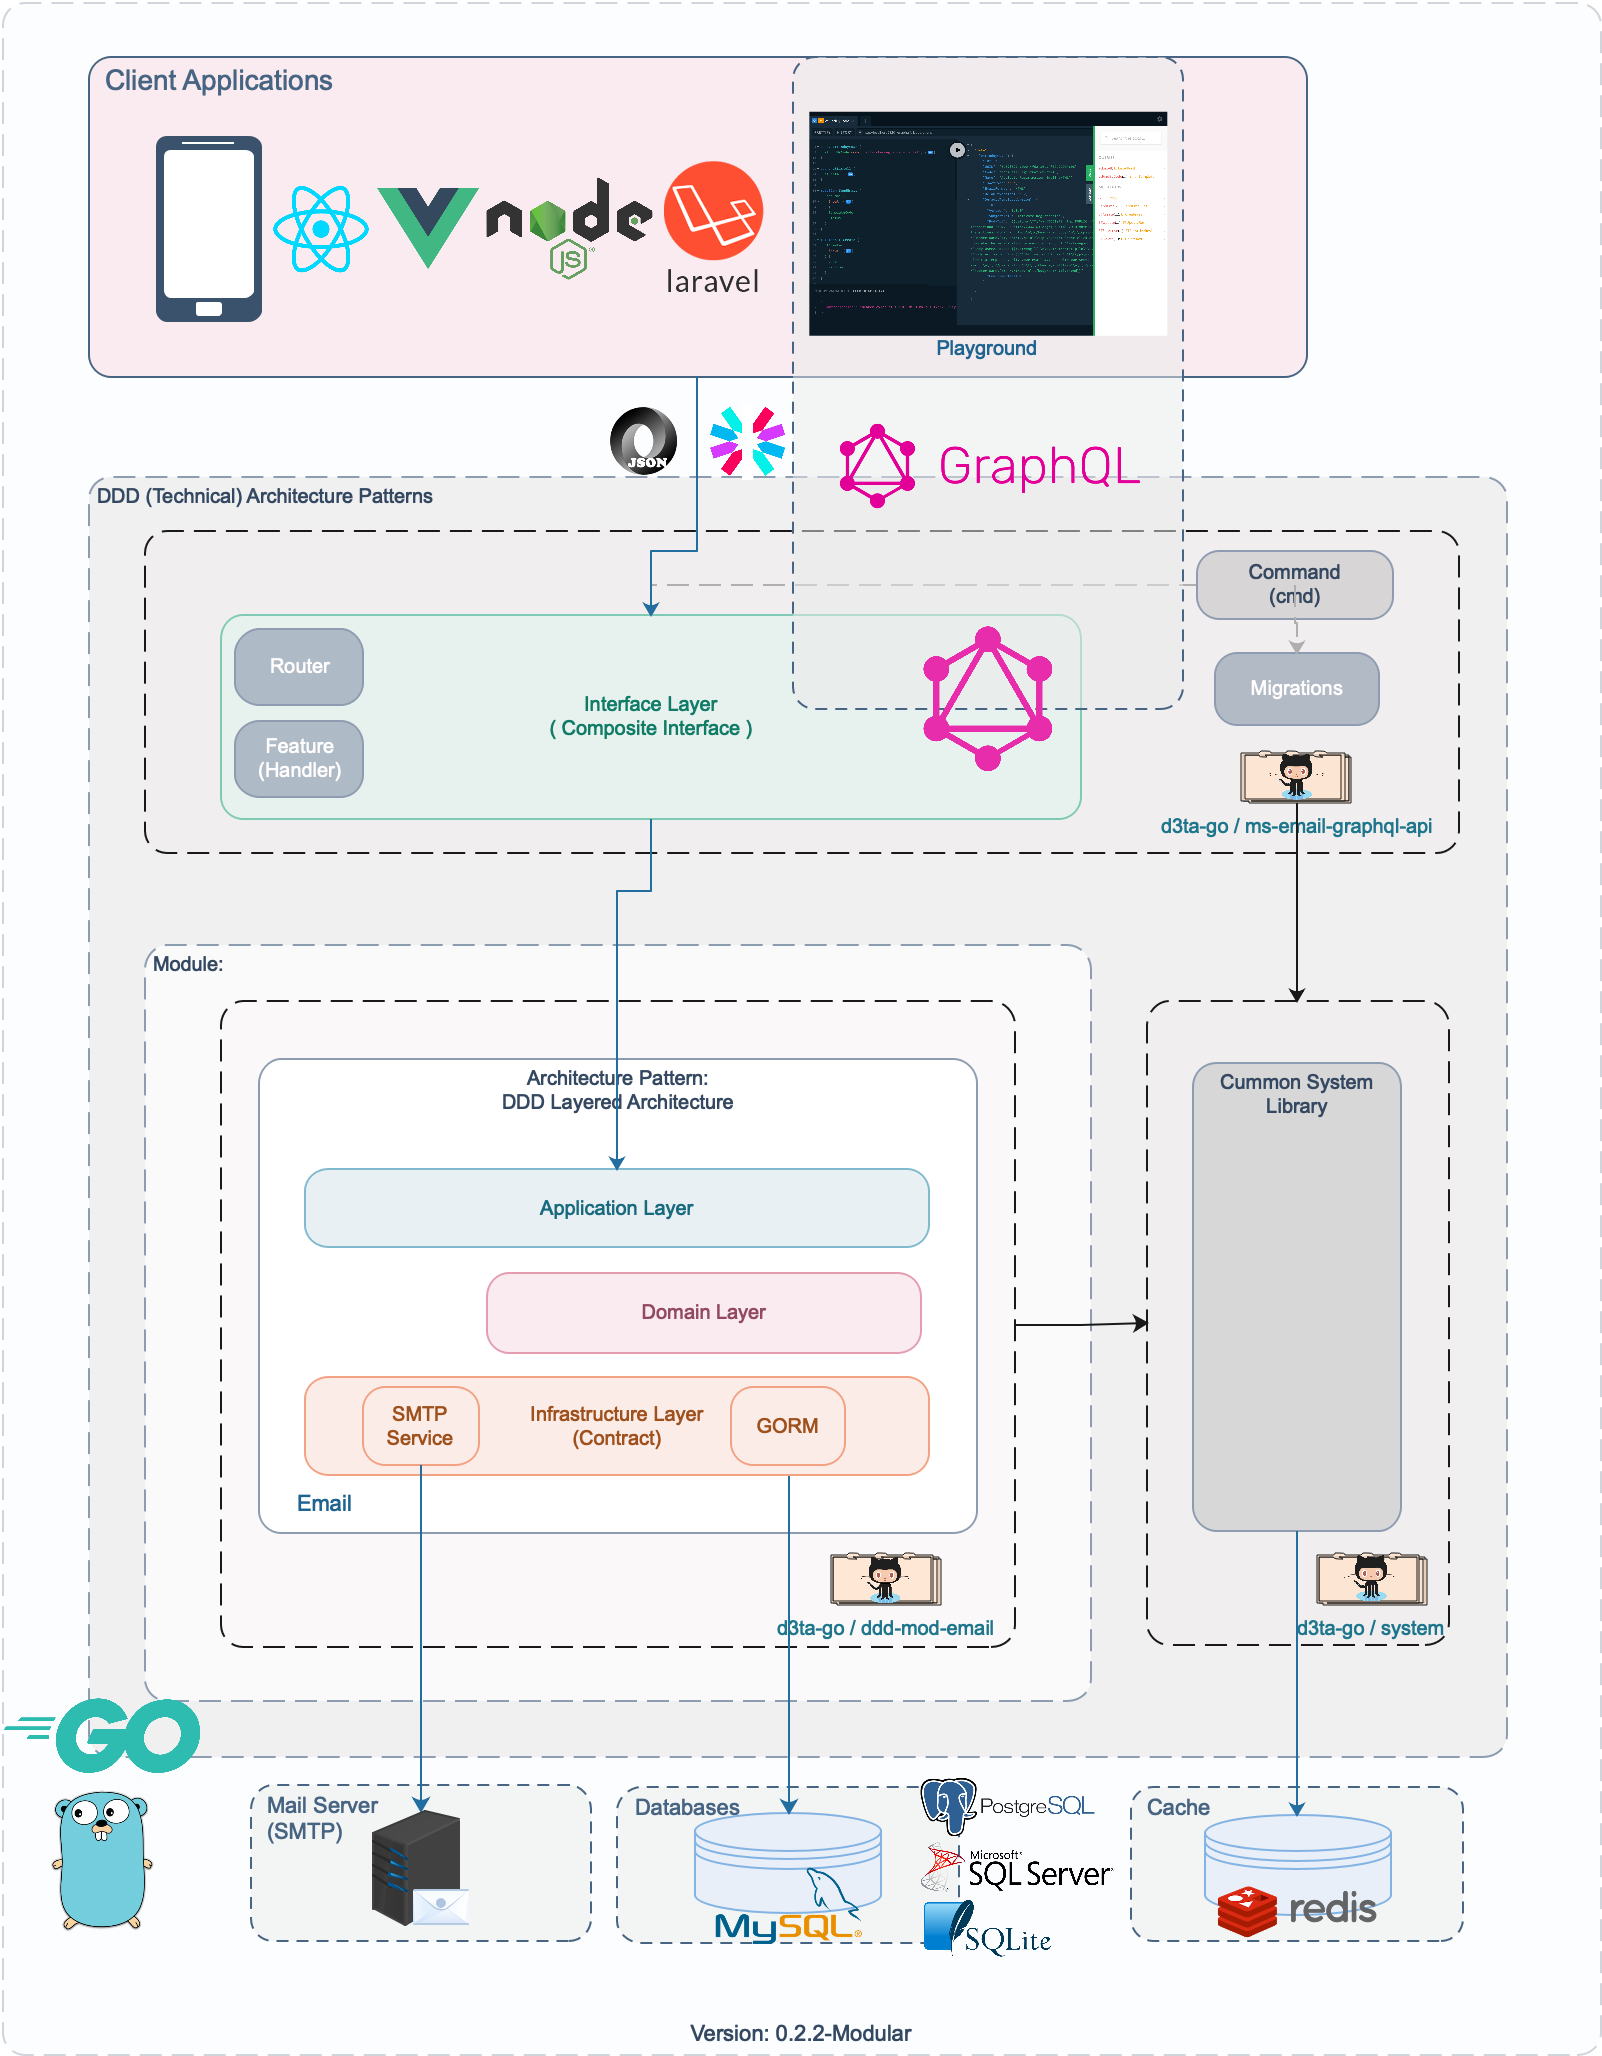 Client Applications
node
JS
laravel
Playground
JSON
GraphQL
DDD (Technical) Architecture Patterns
Command
(cmd)
Router
Interface Layer
( Composite Interface )
Migrations
Feature
(Handler)
d3ta-go / ms-email-graphql-api
Module:
Architecture Pattern:
DDD Layered Architecture
Cummon System
Library
Application Layer
Domain Layer
SMTP
Service
Infrastructure Layer
(Contract)
GORM
Email
d3ta-go / ddd-mod-email
d3ta-go / system
GO
Mail Server
(SMTP)
Databases
PostgreSQL
Microsoft
SQL Server
MySQL
SQLite
Cache
redis
Version: 0.2.2-Modular